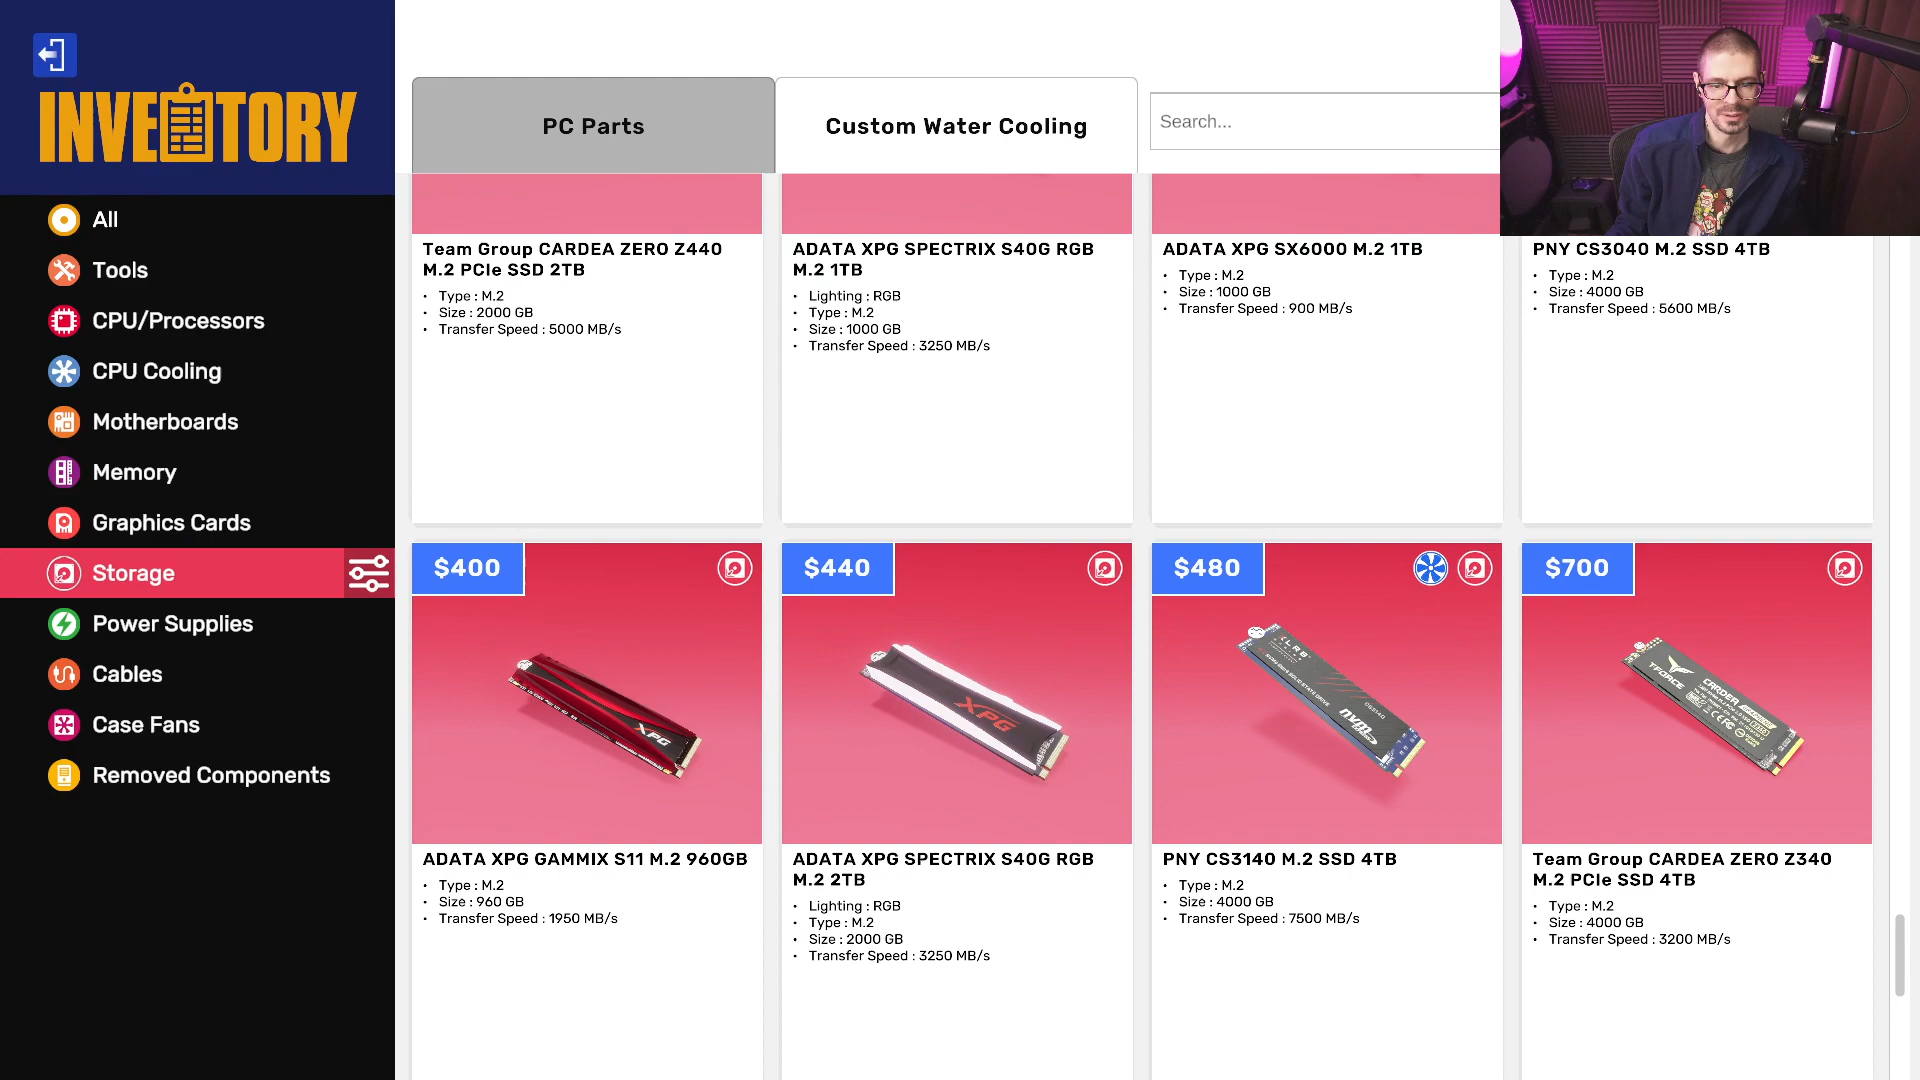 INVENTORY
PC Parts
Custom Water Cooling
Search...
All
Tools
CPU/Processors
CPU Cooling
Motherboards
Memory
Graphics Cards
Storage
Power Supplies
Cables
Case Fans
Removed Components
Team Group CARDEA ZERO Z440
M.2 PCIe SSD 2TB
• Type : M.2
• Size : 2000 GB
• Transfer Speed : 5000 MB/s
ADATA XPG SPECTRIX S40G RGB
M.2 1TB
• Lighting : RGB
• Type : M.2
• Size : 1000 GB
• Transfer Speed : 3250 MB/s
ADATA XPG SX6000 M.2 1TB
• Type : M.2
• Size : 1000 GB
• Transfer Speed : 900 MB/s
PNY CS3040 M.2 SSD 4TB
• Type : M.2
• Size : 4000 GB
• Transfer Speed : 5600 MB/s
$400
XPG
ADATA XPG GAMMIX S11 M.2 960GB
• Type : M.2
• Size : 960 GB
• Transfer Speed : 1950 MB/s
$440
XPG
ADATA XPG SPECTRIX S40G RGB
M.2 2TB
• Lighting : RGB
• Type : M.2
• Size : 2000 GB
• Transfer Speed : 3250 MB/s
$480
XLR8
CS3140
nvm
PNY CS3140 M.2 SSD 4TB
• Type : M.2
• Size : 4000 GB
• Transfer Speed : 7500 MB/s
$700
TFORCE
CARDEA
Team Group CARDEA ZERO Z340
M.2 PCIe SSD 4TB
• Type : M.2
• Size : 4000 GB
• Transfer Speed : 3200 MB/s